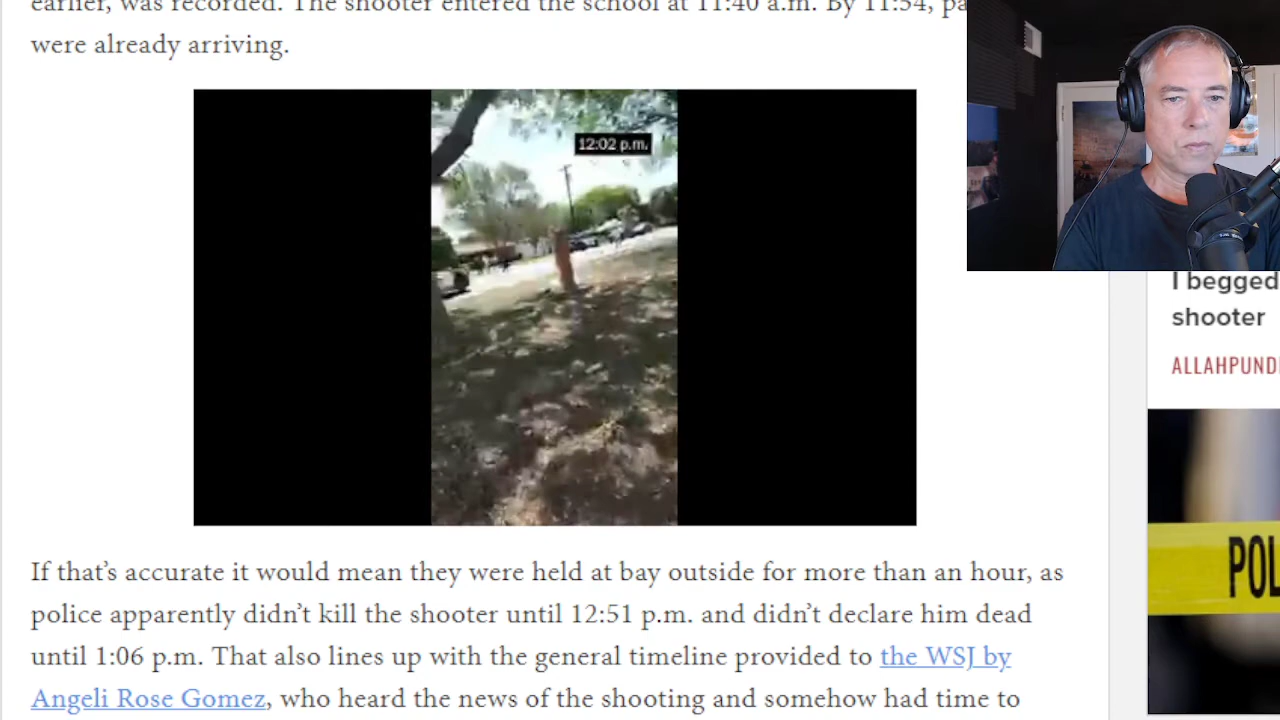 earlier, was recorded. The shooter entered the school at 11:40 a.m. By 11:54, pa
were already arriving.
12:02 p.m.
I begged
shooter
ALLAHPUND
POL
If that’s accurate it would mean they were held at bay outside for more than an hour, as
police apparently didn’t kill the shooter until 12:51 p.m. and didn’t declare him dead
until 1:06 p.m. That also lines up with the general timeline provided to the WSJ by
Angeli Rose Gomez, who heard the news of the shooting and somehow had time to